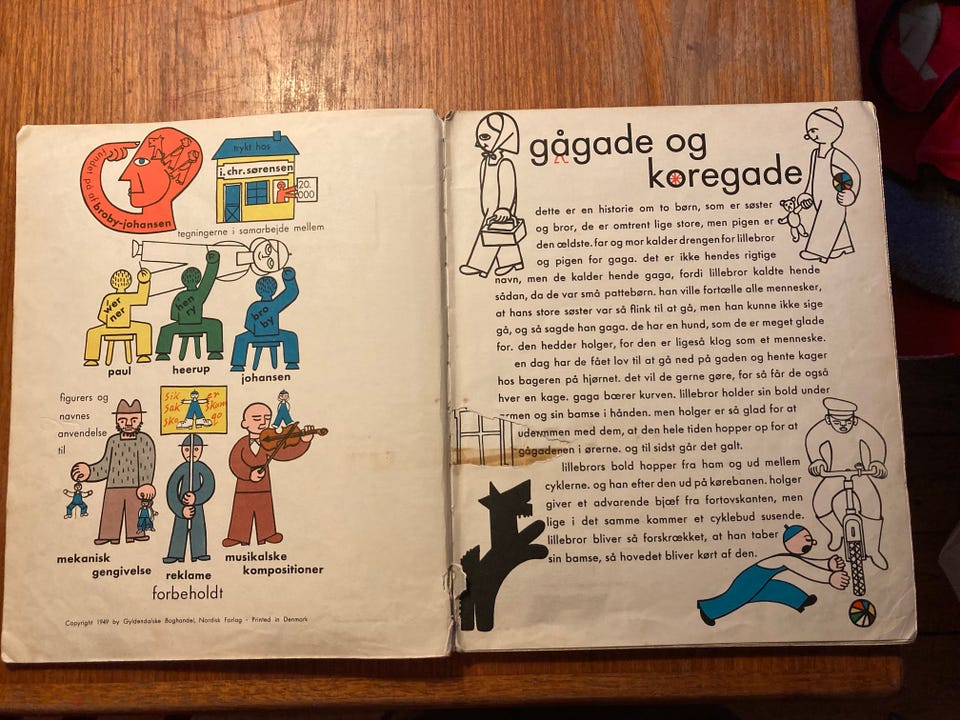 fundet på af
broby-johansen
trykt hos
i. chr. sørensen
20.
000
tegningerne i samarbejde mellem
wer
ner
hen
ry
bro
by
paul
heerup
johansen
figurers og
navnes
anvendelse
til
sik
sak
sko
er
skam
go
mekanisk
gengivelse
reklame
musikalske
kompositioner
forbeholdt
Copyright 1949 by Gyldendalske Boghandel, Nordisk Forlag - Printed in Denmark
gågade og
køregade
dette er en historie om to børn, som er søster
og bror, de er omtrent lige store, men pigen er
den ældste. far og mor kalder drengen for lillebror
og pigen for gaga. det er ikke hendes rigtige
navn, men de kalder hende gaga, fordi lillebror kaldte hende
sådan, da de var små pattebørn. han ville fortælle alle mennesker,
at hans store søster var så flink til at gå, men han kunne ikke sige
gå, og så sagde han gaga. de har en hund, som de er meget glade
for. den hedder holger, for den er ligeså klog som et menneske.
en dag har de fået lov til at gå ned på gaden og hente kager
hos bageren på hjørnet. det vil de gerne gøre, for så får de også
hver en kage. gaga bærer kurven. lillebror holder sin bold under
armen og sin bamse i hånden. men holger er så glad for at
komme ud sammen med dem, at den hele tiden hopper op for at
gågadenen i ørerne. og til sidst går det galt.
lillebrors bold hopper fra ham og ud mellem
cyklerne. og han efter den ud på kørebanen. holger
giver et advarende bjæf fra fortovskanten, men
lige i det samme kommer et cyklebud susende.
lillebror bliver så forskrækket, at han taber
sin bamse, så hovedet bliver kørt af den.